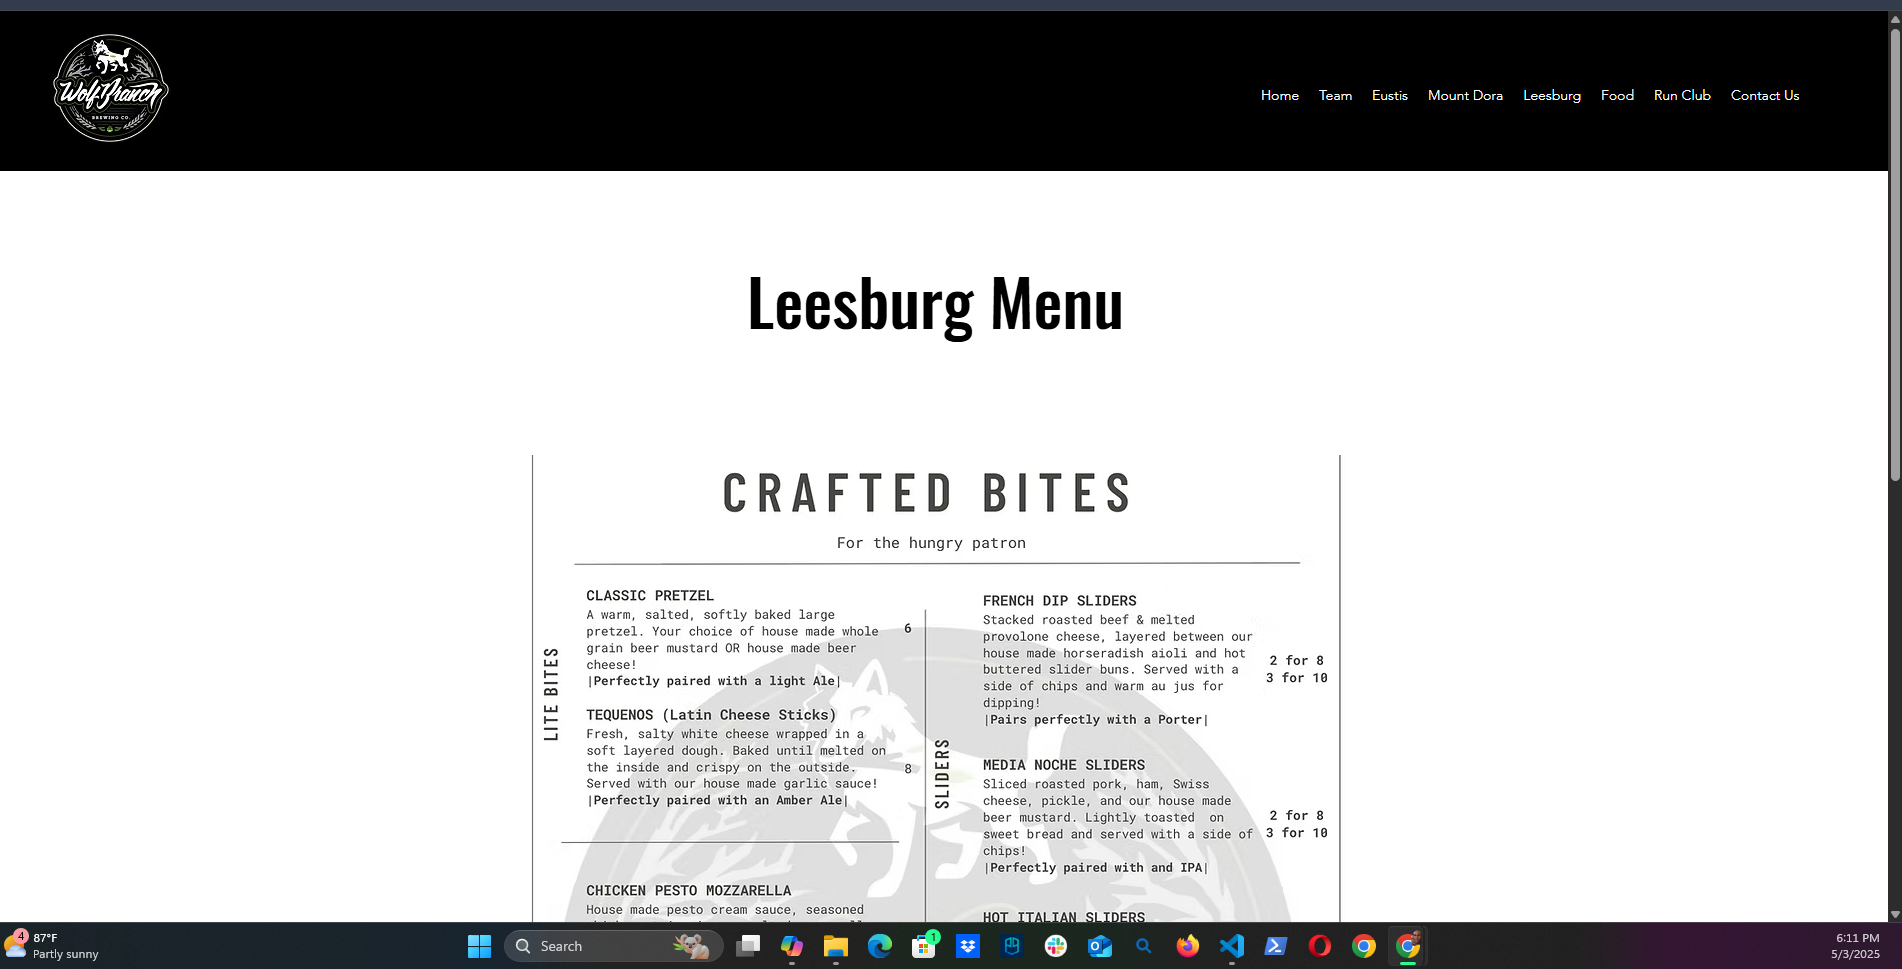 Wolf Branch
BREWING CO.
Home Team Eustis Mount Dora Leesburg Food Run Club Contact Us
Leesburg Menu
CRAFTED BITES
For the hungry patron
LITE BITES
CLASSIC PRETZEL
A warm, salted, softly baked large
pretzel. Your choice of house made whole
grain beer mustard OR house made beer
cheese!
|Perfectly paired with a light Ale|
6
TEQUENOS (Latin Cheese Sticks)
Fresh, salty white cheese wrapped in a
soft layered dough. Baked until melted on
the inside and crispy on the outside.
Served with our house made garlic sauce!
|Perfectly paired with an Amber Ale|
8
CHICKEN PESTO MOZZARELLA
House made pesto cream sauce, seasoned
SLIDERS
FRENCH DIP SLIDERS
Stacked roasted beef & melted
provolone cheese, layered between our
house made horseradish aioli and hot
buttered slider buns. Served with a
side of chips and warm au jus for
dipping!
|Pairs perfectly with a Porter|
2 for 8
3 for 10
MEDIA NOCHE SLIDERS
Sliced roasted pork, ham, Swiss
cheese, pickle, and our house made
beer mustard. Lightly toasted on
sweet bread and served with a side of
chips!
|Perfectly paired with and IPA|
2 for 8
3 for 10
HOT ITALIAN SLIDERS
4
87°F
Partly sunny
Search
1
6:11 PM
5/3/2025